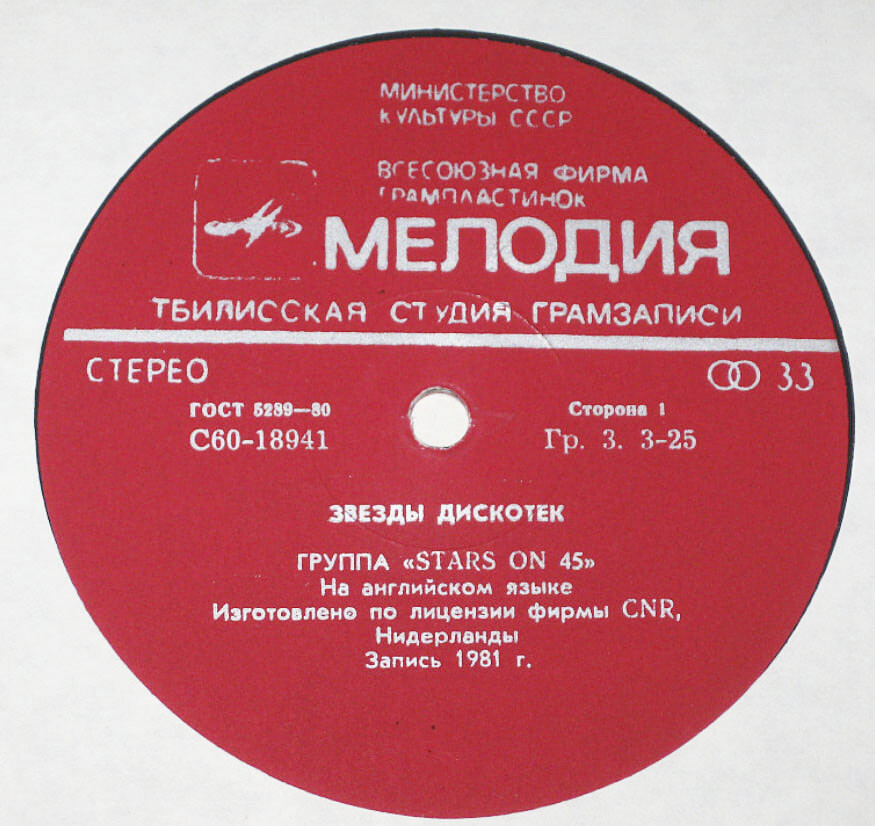 МИНИСТЕРСТВО
КУЛЬТУРЫ СССР
ВСЕСОЮЗНАЯ ФИРМА
ГРАМПЛАСТИНОК
МЕЛОДИЯ
ТБИЛИССКАЯ СТУДИЯ ГРАМЗАПИСИ
СТЕРЕО 33
ГОСТ 5289—80 Сторона 1
С60-18941 Гр. 3. 3-25
ЗВЕЗДЫ ДИСКОТЕК
ГРУППА «STARS ON 45»
На английском языке
Изготовлено по лицензии фирмы CNR,
Нидерланды
Запись 1981 г.